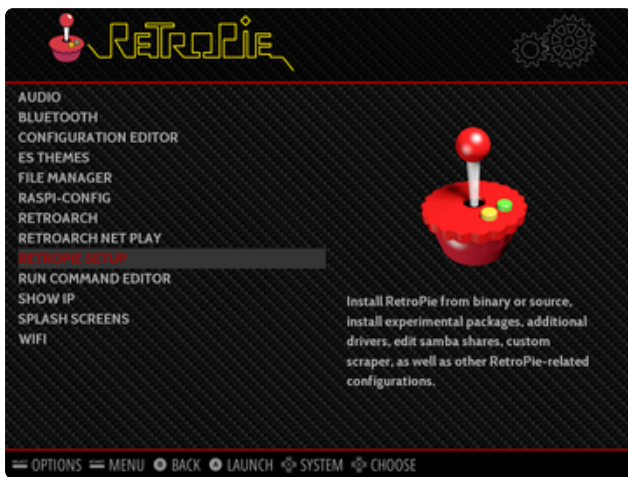 RETROPIE
AUDIO
BLUETOOTH
CONFIGURATION EDITOR
ES THEMES
FILE MANAGER
RASPI-CONFIG
RETROARCH
RETROARCH NET PLAY
RETROPIE SETUP
RUN COMMAND EDITOR
SHOW IP
SPLASH SCREENS
WIFI
Install RetroPie from binary or source,
install experimental packages, additional
drivers, edit samba shares, custom
scraper, as well as other RetroPie-related
configurations.
OPTIONS MENU BACK LAUNCH SYSTEM CHOOSE